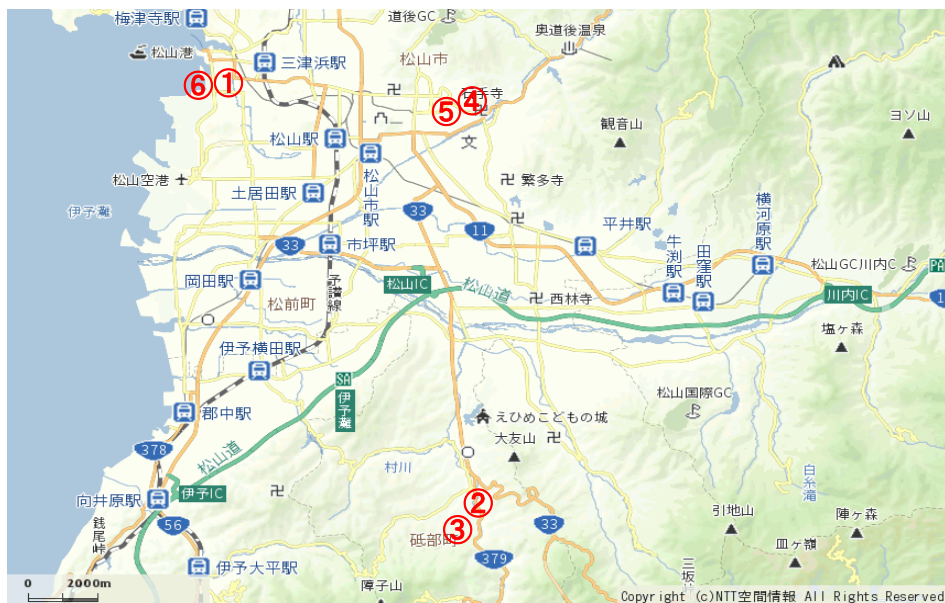 梅津寺駅
道後GC
奥道後温泉
松山港
三津浜駅
松山市
⑥
①
石手寺
④
⑤
観音山
ヨソ山
松山駅
文
松山空港
土居田駅
松山市駅
繁多寺
伊予灘
33
11
平井駅
横河原駅
33
市坪駅
牛渕駅
田窪駅
松山GC川内C
PA
岡田駅
予讃線
松山IC
松山道
西林寺
川内IC
松前町
塩ヶ森
伊予横田駅
SA
伊予灘
松山国際GC
郡中駅
えひめこどもの城
大友山
378
松山道
村川
白糸滝
向井原駅
伊予IC
②
引地山
陣ヶ森
銭尾峠
56
③
砥部町
33
皿ヶ嶺
379
伊予大平駅
三坂
障子山
0 2000m
Copyright (c)NTT空間情報 All Rights Reserved